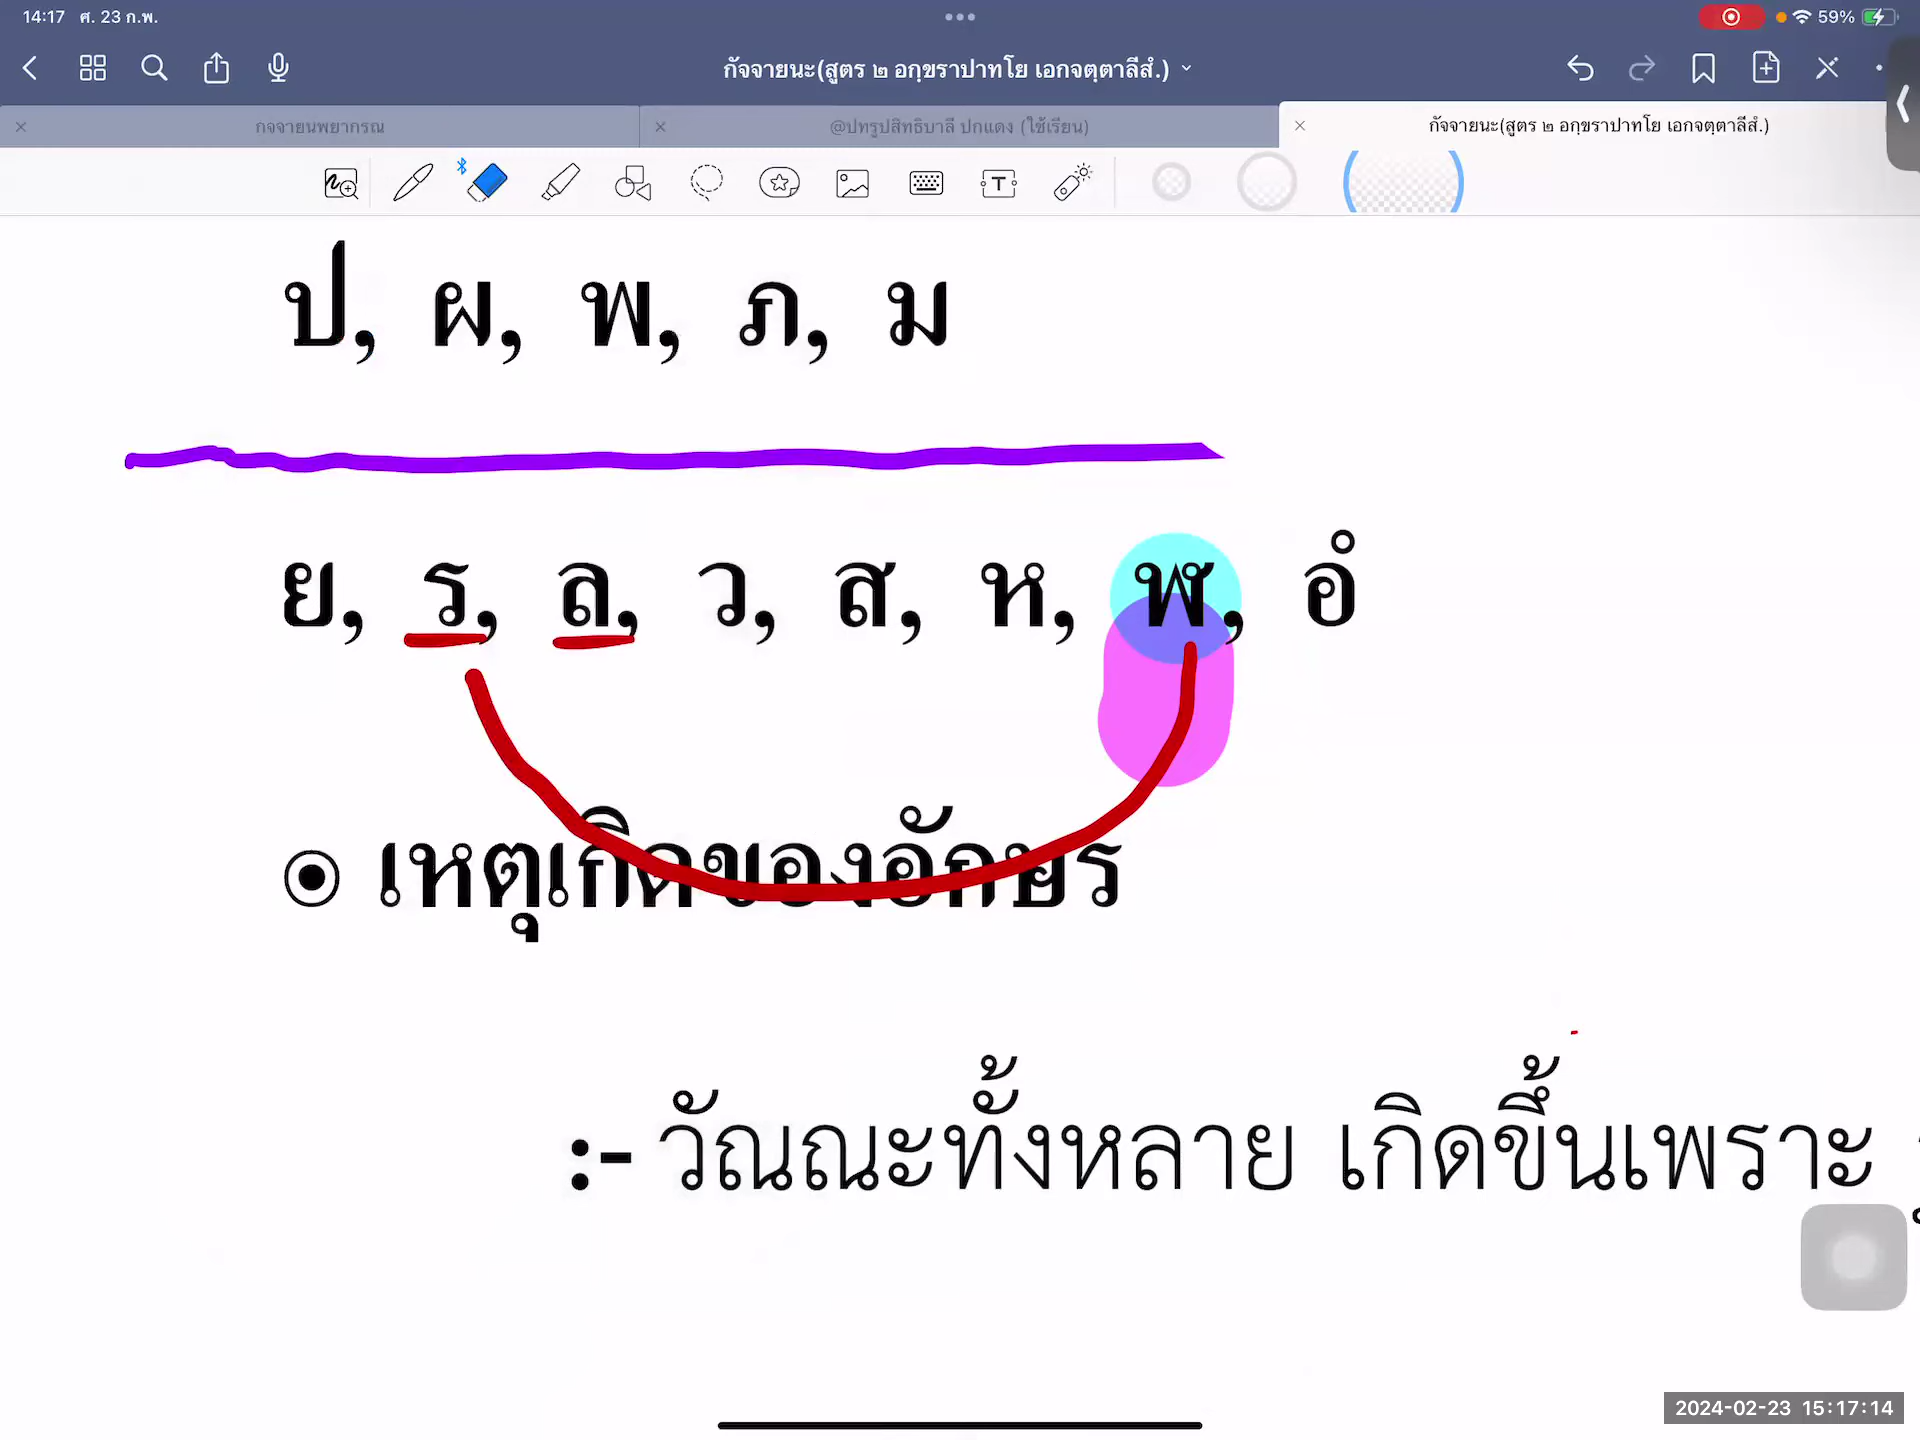 14:17 ศ. 23 ก.พ.
59%
กัจจายนะ(สูตร ๒ อกฺขราปาทโย เอกจตฺตาลีสํ.)
กจจายนพยากรณ
@ปทรูปสิทธิบาลี ปกแดง (ใช้เรียน)
กัจจายนะ(สูตร ๒ อกฺขราปาทโย เอกจตฺตาลีสํ.)
ป, ผ, พ, ภ, ม
ย, ร, ล, ว, ส, ห, ฬ, อํ
เหตุเกิดของอักษร
:- วัณณะทั้งหลาย เกิดขึ้นเพราะ
2024-02-23 15:17:14